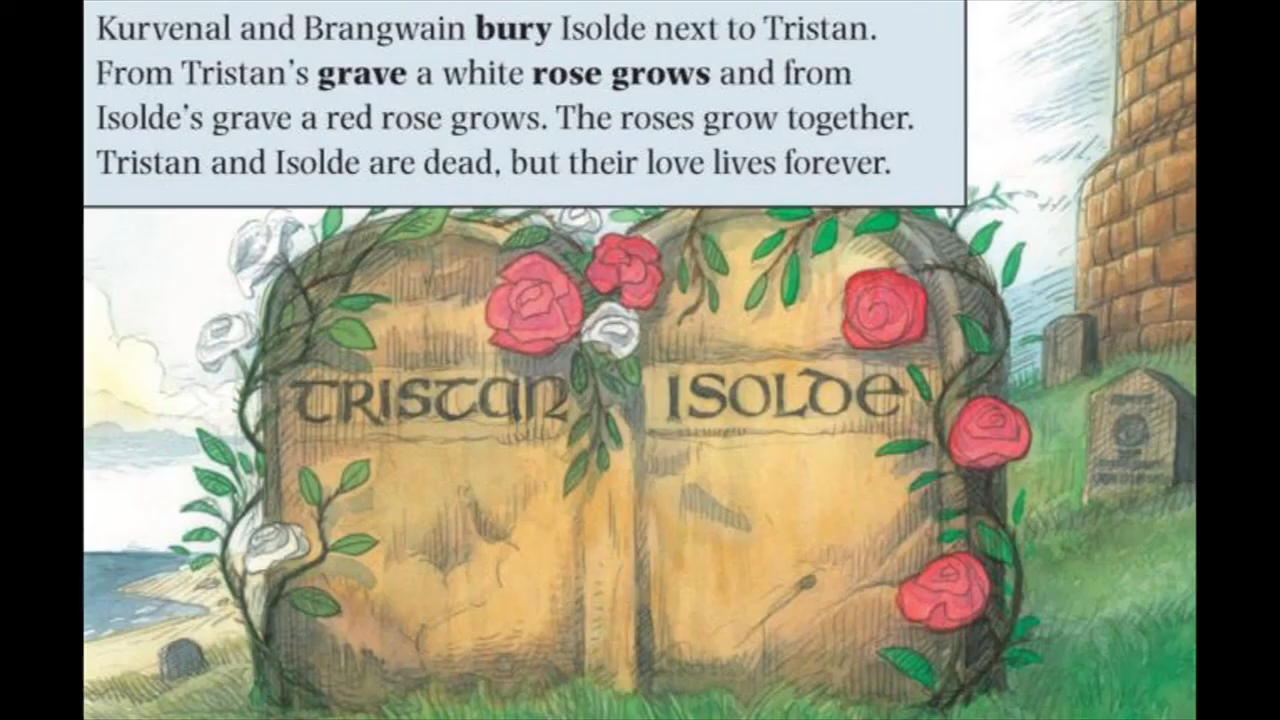 Kurvenal and Brangwain bury Isolde next to Tristan.
From Tristan's grave a white rose grows and from
Isolde's grave a red rose grows. The roses grow together.
Tristan and Isolde are dead, but their love lives forever.
TRISTAN
ISOLDE